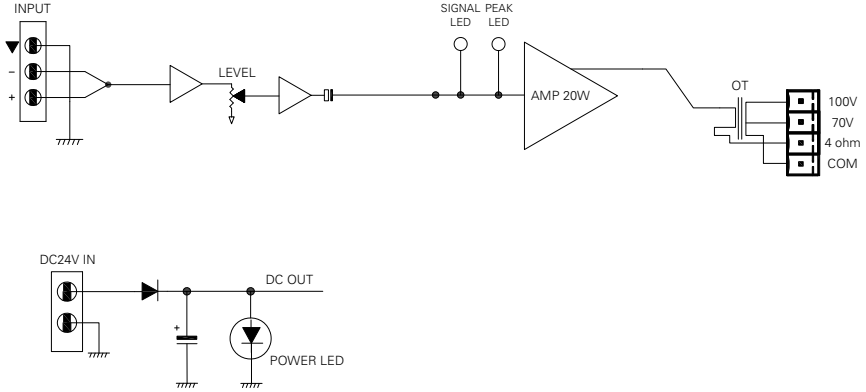 INPUT
−
+
LEVEL
SIGNAL LED
PEAK LED
AMP 20W
OT
100V
70V
4 ohm
COM
DC24V IN
DC OUT
+
POWER LED